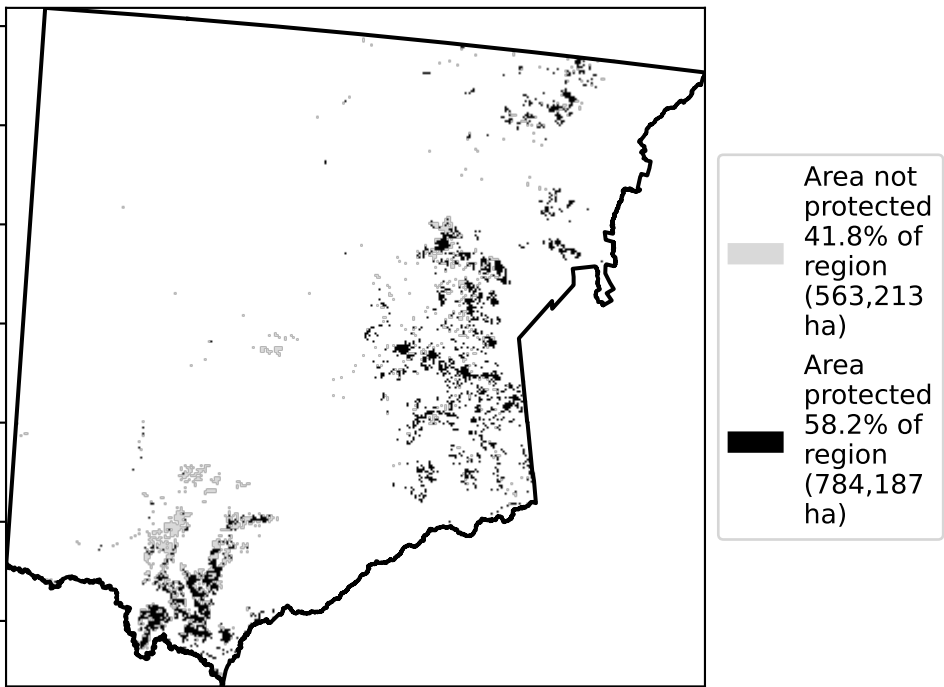 Area not
protected
41.8% of
region
(563,213
ha)
Area
protected
58.2% of
region
(784,187
ha)